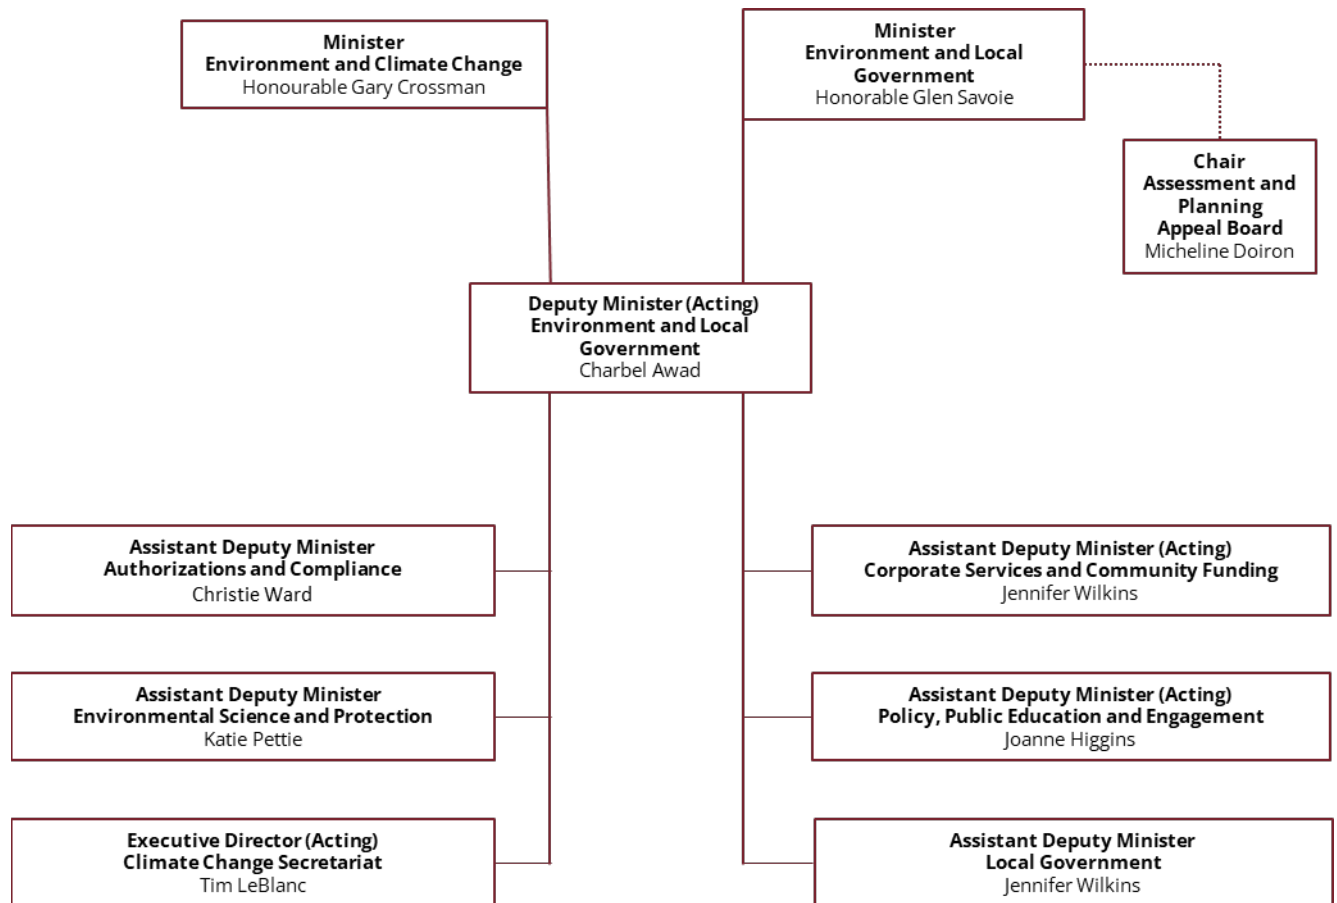 Minister
Environment and Climate Change
Honourable Gary Crossman
Minister
Environment and Local
Government
Honorable Glen Savoie
Chair
Assessment and
Planning
Appeal Board
Micheline Doiron
Deputy Minister (Acting)
Environment and Local
Government
Charbel Awad
Assistant Deputy Minister
Authorizations and Compliance
Christie Ward
Assistant Deputy Minister (Acting)
Corporate Services and Community Funding
Jennifer Wilkins
Assistant Deputy Minister
Environmental Science and Protection
Katie Pettie
Assistant Deputy Minister (Acting)
Policy, Public Education and Engagement
Joanne Higgins
Executive Director (Acting)
Climate Change Secretariat
Tim LeBlanc
Assistant Deputy Minister
Local Government
Jennifer Wilkins